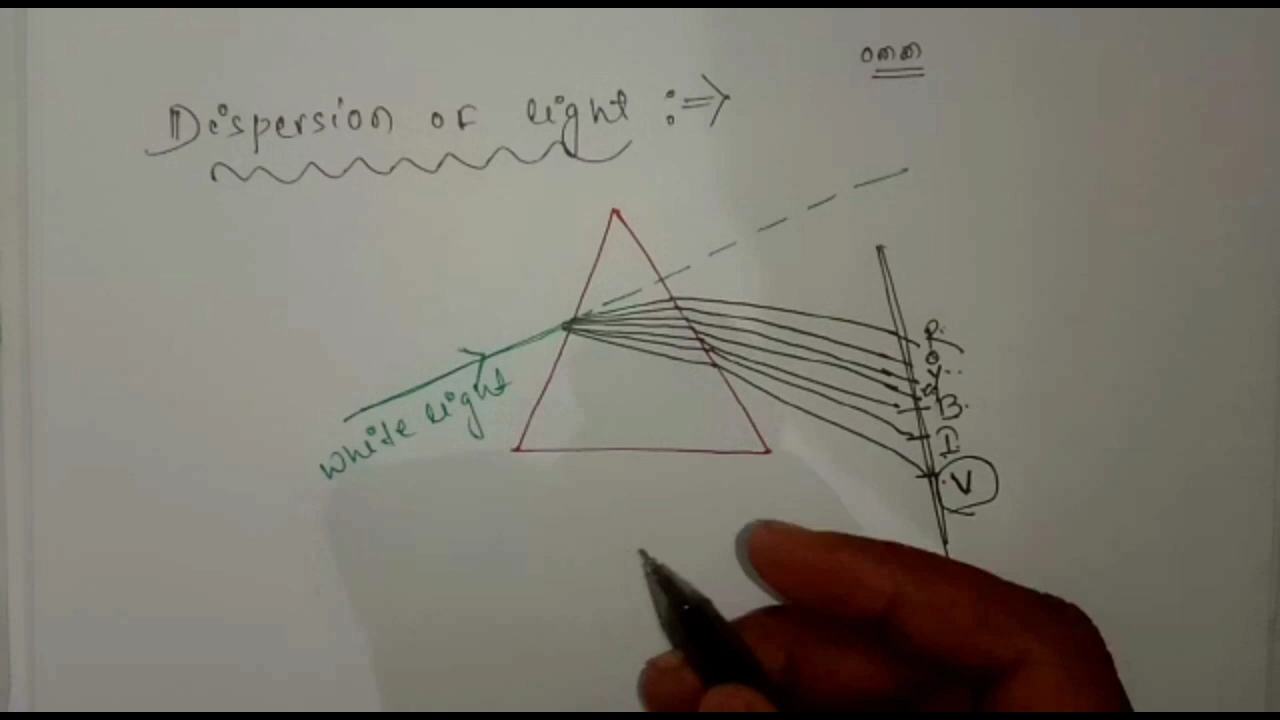 Dispersion of light :⇒
White light
R.
O
Y..
B.
I.
V